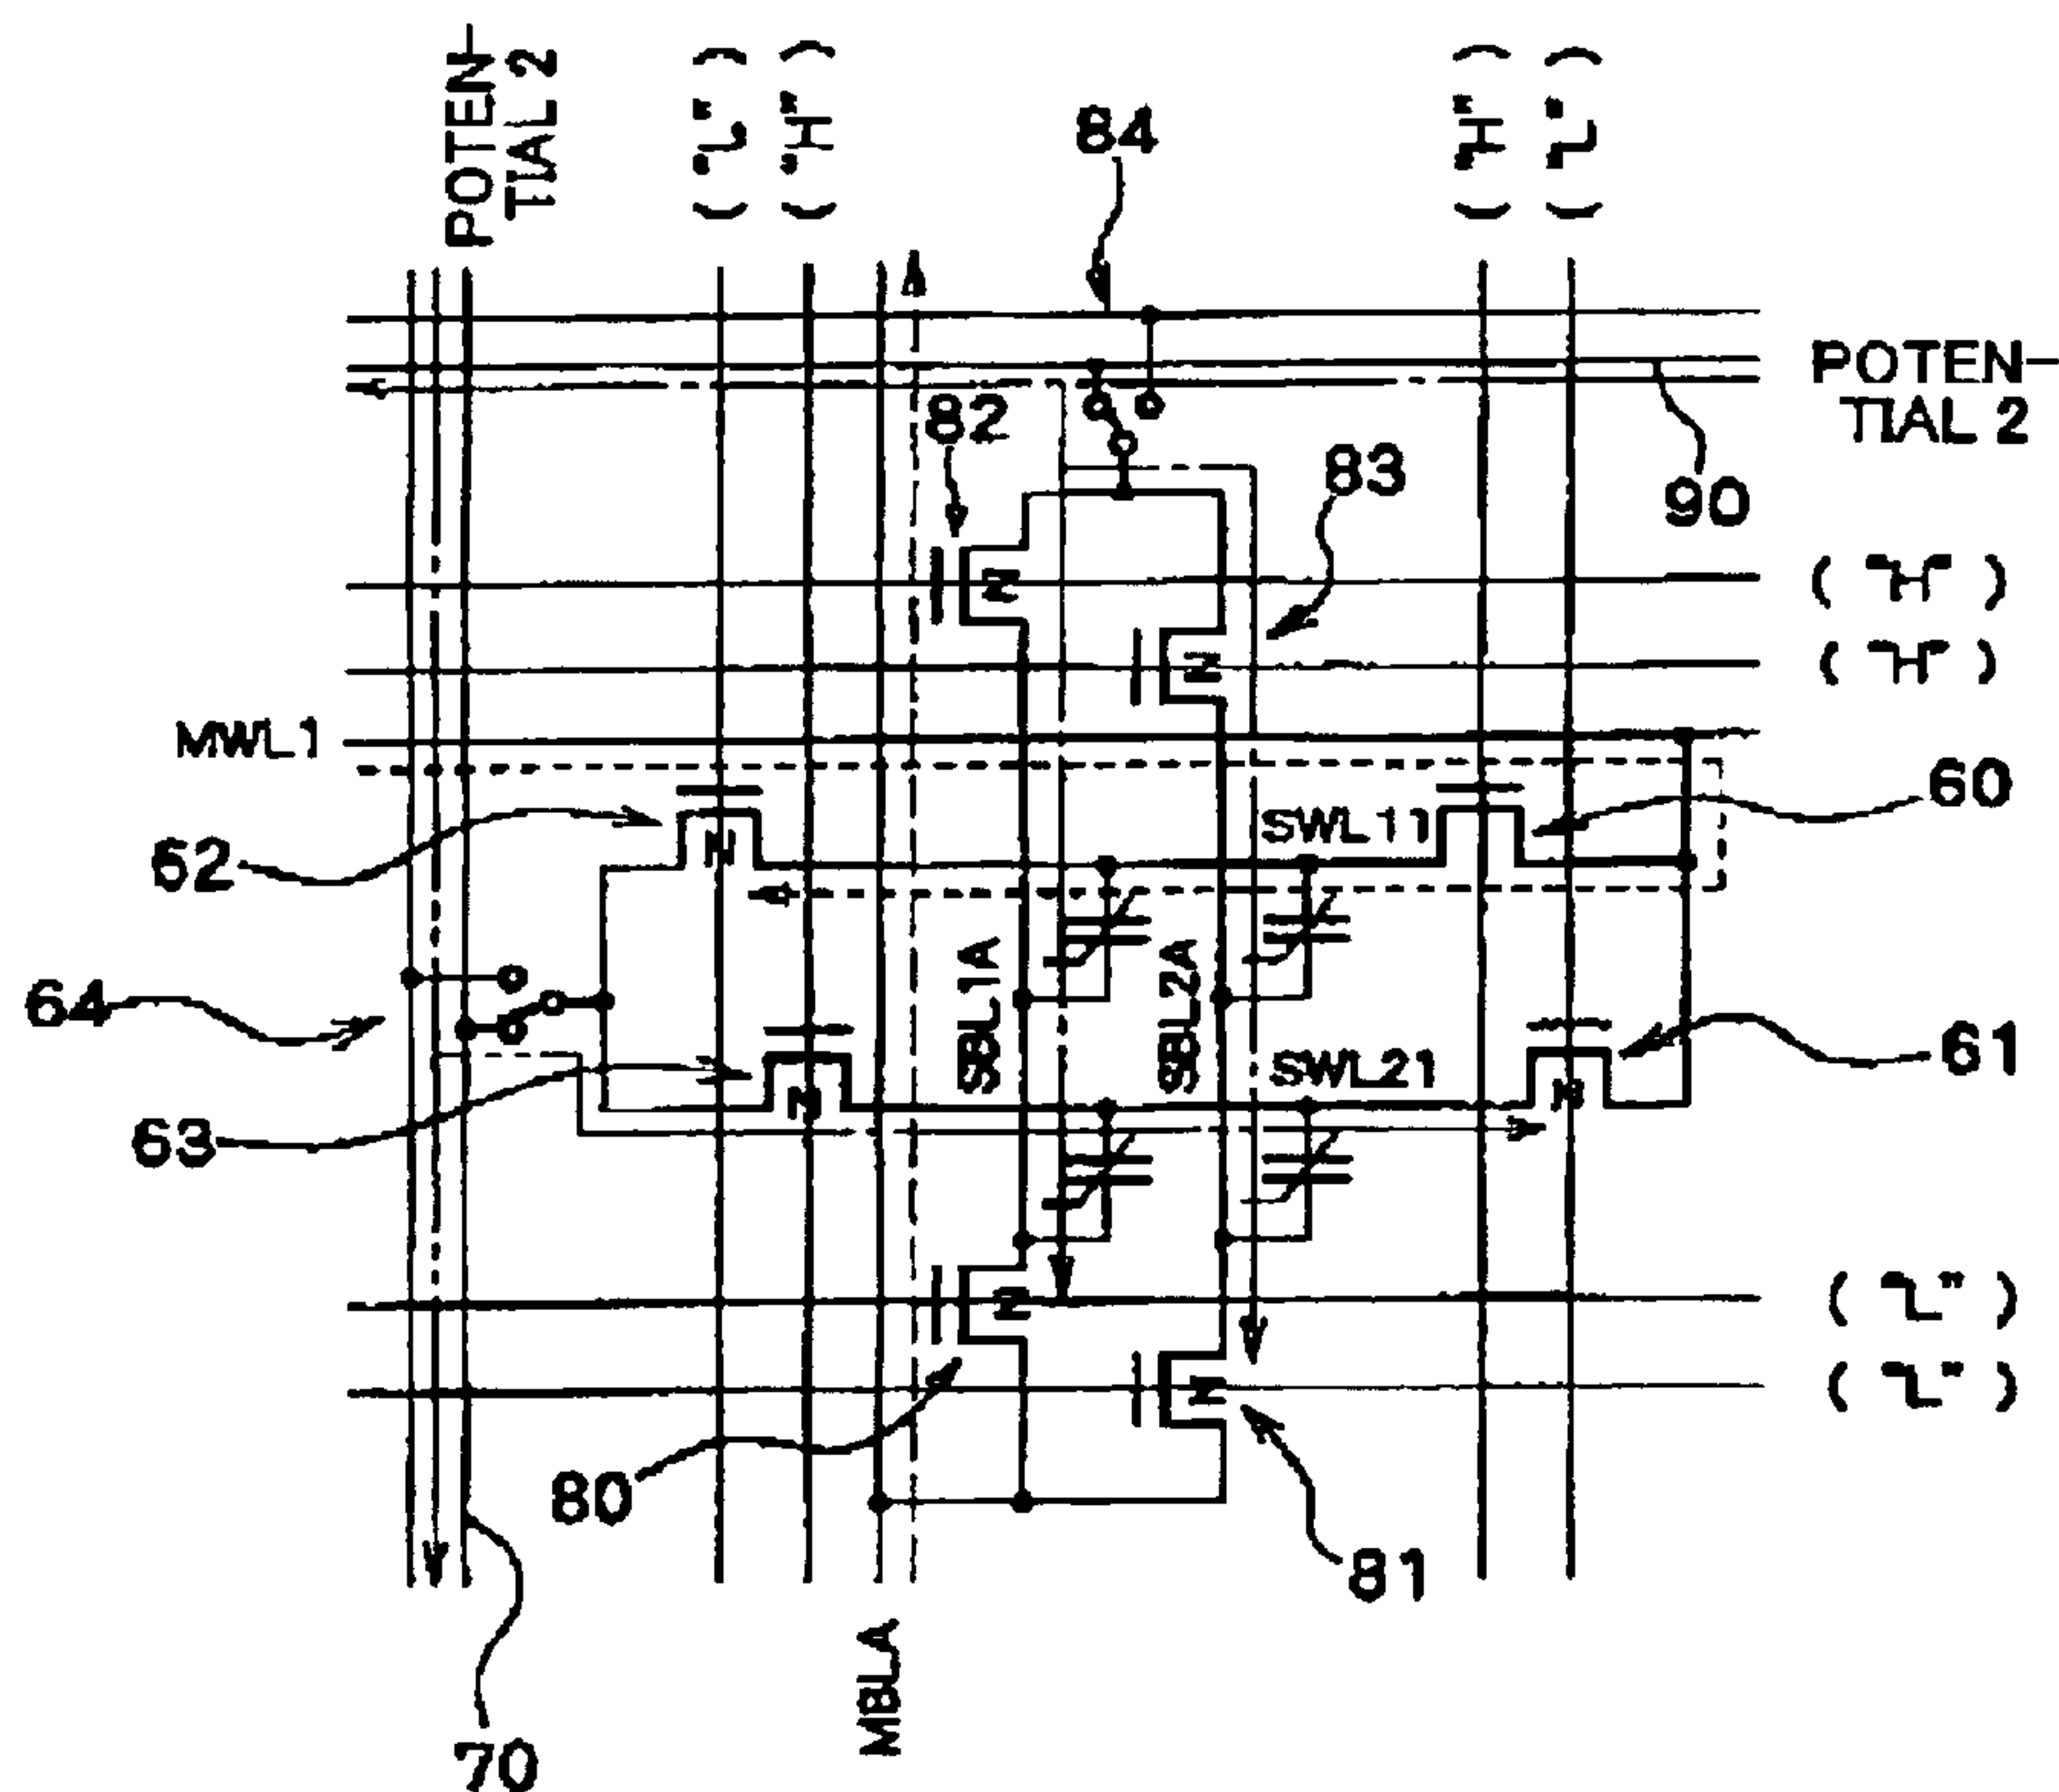 POTEN-
TIAL 2
("L")
("H")
84
("H")
("L")
POTEN-
TIAL 2
82
83
90
("H")
("H")
MWL1
N
N
60
62
N
SWL11
SBL1A
SBL2A
64
61
SWL21
63
N
N
("L")
N
("L")
N
80
81
MBLA
70